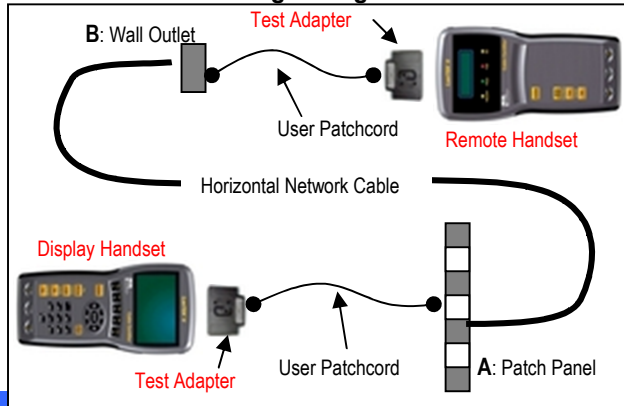 Test Adapter
B: Wall Outlet
User Patchcord
Remote Handset
Horizontal Network Cable
Display Handset
Test Adapter
User Patchcord
A: Patch Panel